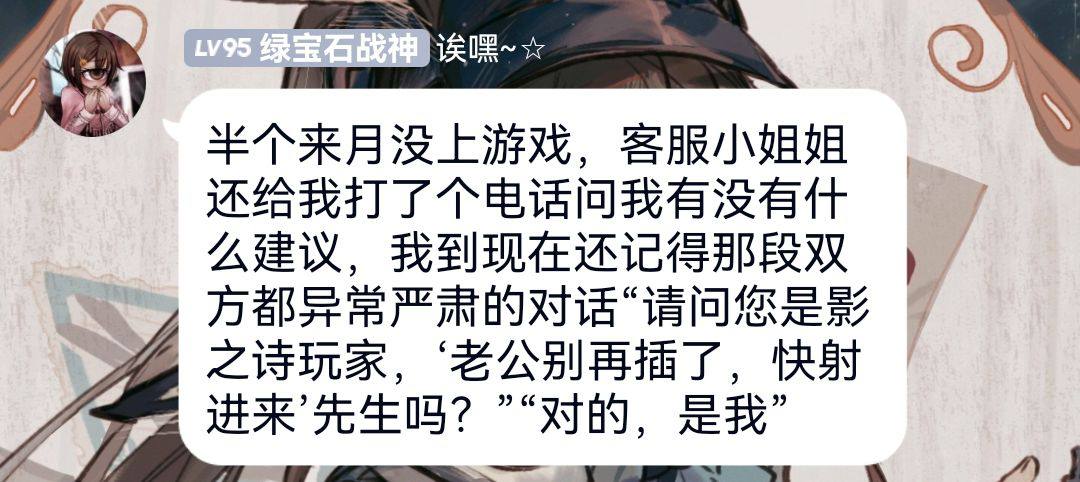 LV95 绿宝石战神 诶嘿~☆
半个来月没上游戏，客服小姐姐
还给我打了个电话问我有没有什
么建议，我到现在还记得那段双
方都异常严肃的对话“请问您是影
之诗玩家，‘老公别再插了，快射
进来’先生吗？”“对的，是我”